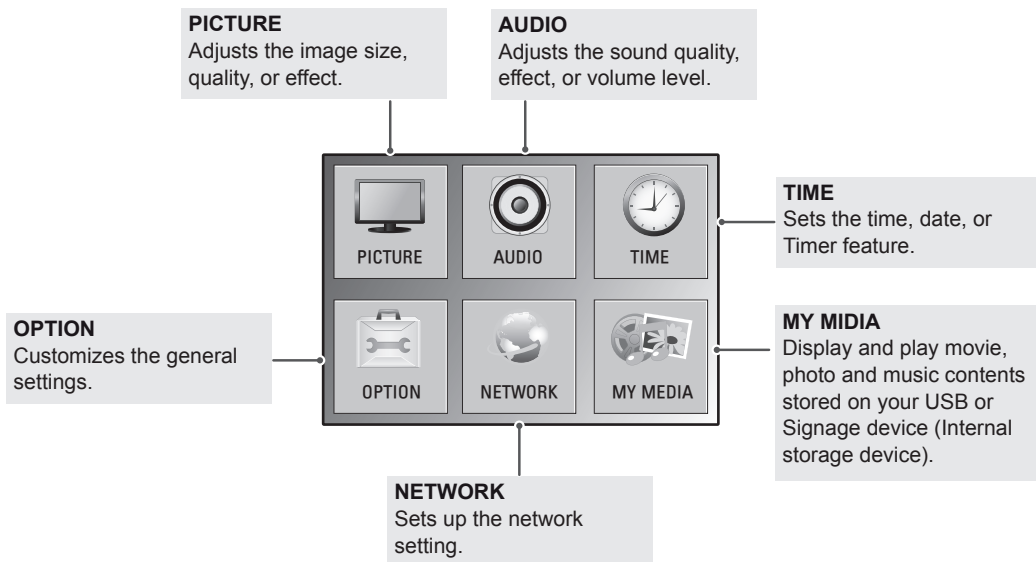 PICTURE
Adjusts the image size,
quality, or effect.
AUDIO
Adjusts the sound quality,
effect, or volume level.
PICTURE
AUDIO
TIME
TIME
Sets the time, date, or
Timer feature.
OPTION
Customizes the general
settings.
OPTION
NETWORK
MY MEDIA
MY MIDIA
Display and play movie,
photo and music contents
stored on your USB or
Signage device (Internal
storage device).
NETWORK
Sets up the network
setting.